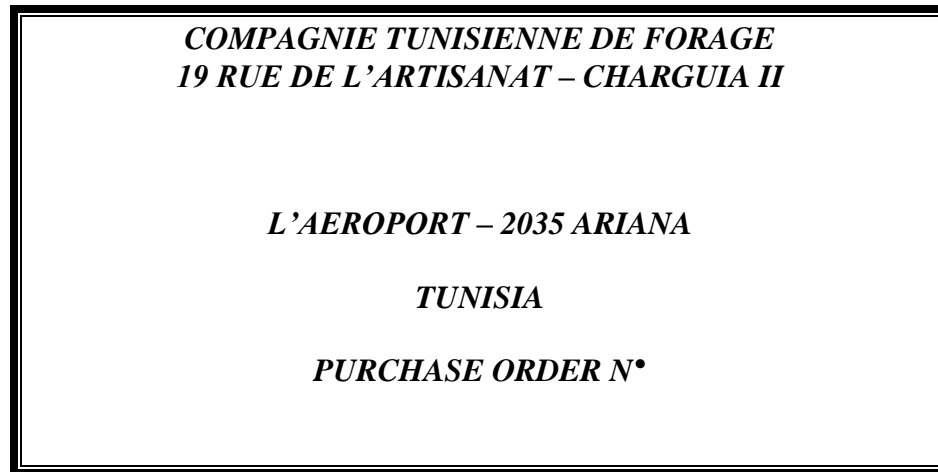 COMPAGNIE TUNISIENNE DE FORAGE
19 RUE DE L’ARTISANAT – CHARGUIA II
L’AEROPORT – 2035 ARIANA
TUNISIA
PURCHASE ORDER N•